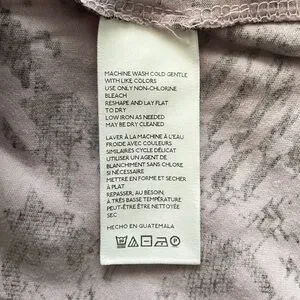 MACHINE WASH COLD GENTLE
WITH LIKE COLORS
USE ONLY NON-CHLORINE
BLEACH
RESHAPE AND LAY FLAT
TO DRY
LOW IRON AS NEEDED
MAY BE DRY CLEANED
LAVER À LA MACHINE À L'EAU
FROIDE AVEC COULEURS
SIMILAIRES CYCLE DÉLICAT
UTILISER UN AGENT DE
BLANCHIMENT SANS CHLORE
SI NÉCESSAIRE
METTRE EN FORME ET SÉCHER
À PLAT
REPASSER, AU BESOIN,
À TRÈS BASSE TEMPÉRATURE
PEUT-ÊTRE ÊTRE NETTOYÉE
SEC
HECHO EN GUATEMALA